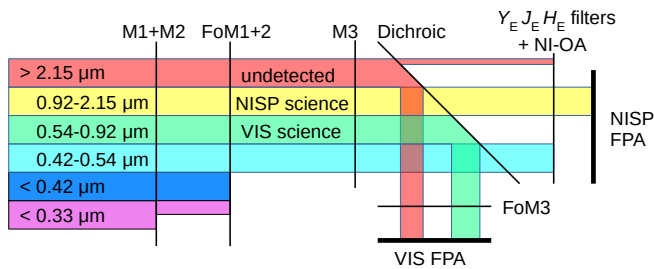 M1+M2 FoM1+2 M3 Dichroic Y_E J_E H_E filters
+ NI-OA
> 2.15 μm undetected
0.92-2.15 μm NISP science
0.54-0.92 μm VIS science
0.42-0.54 μm
< 0.42 μm
< 0.33 μm
NISP
FPA
FoM3
VIS FPA